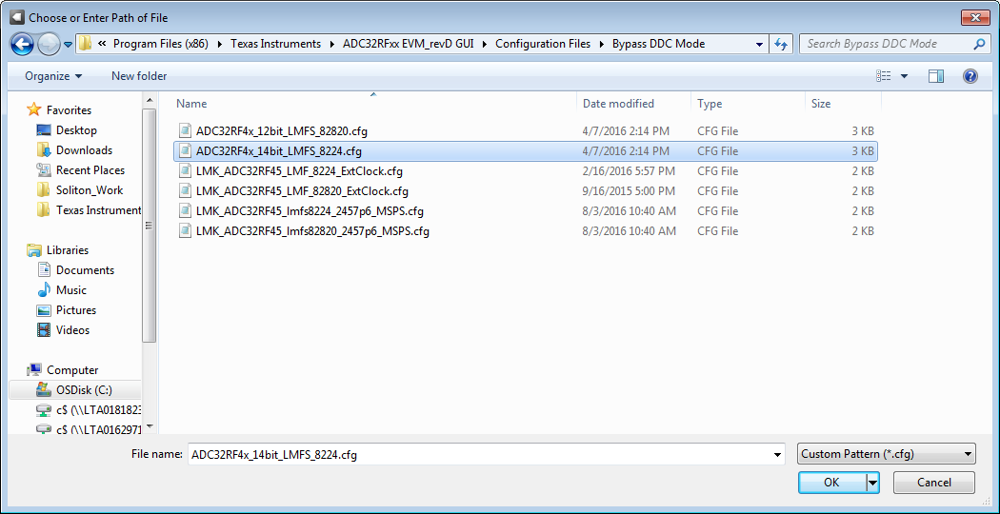 Choose or Enter Path of File
« Program Files (x86) Texas Instruments ADC32RFxx EVM_revD GUI Configuration Files Bypass DDC Mode Search Bypass DDC Mode
Organize New folder
Name Date modified Type Size
Favorites
Desktop
Downloads
Recent Places
Soliton_Work
Texas Instrument
Libraries
Documents
Music
Pictures
Videos
Computer
OSDisk (C:)
c$ (\\LTA0181823
c$ (\\LTA0162971
ADC32RF4x_12bit_LMFS_82820.cfg 4/7/2016 2:14 PM CFG File 3 KB
ADC32RF4x_14bit_LMFS_8224.cfg 4/7/2016 2:14 PM CFG File 3 KB
LMK_ADC32RF45_LMF_8224_ExtClock.cfg 2/16/2016 5:57 PM CFG File 2 KB
LMK_ADC32RF45_LMF_82820_ExtClock.cfg 9/16/2015 5:00 PM CFG File 2 KB
LMK_ADC32RF45_lmfs8224_2457p6_MSPS.cfg 8/3/2016 10:40 AM CFG File 2 KB
LMK_ADC32RF45_lmfs82820_2457p6_MSPS.cfg 8/3/2016 10:40 AM CFG File 2 KB
File name: ADC32RF4x_14bit_LMFS_8224.cfg Custom Pattern (*.cfg)
OK Cancel